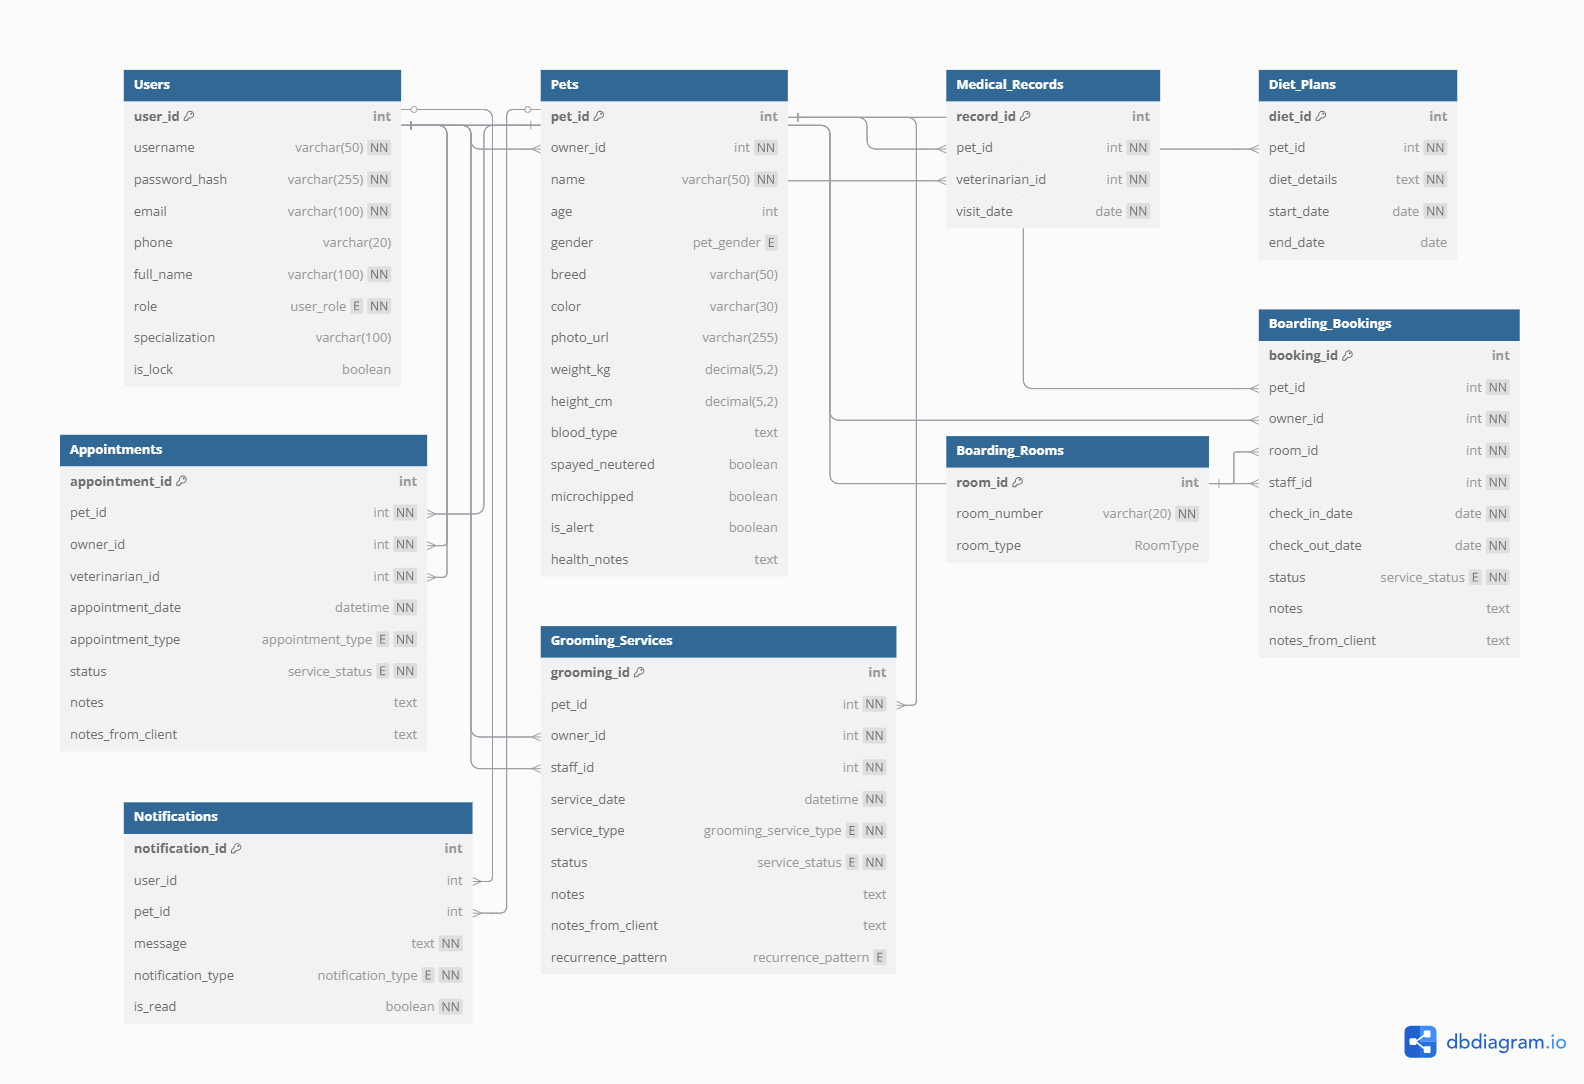 Users
user_id int
username varchar(50) NN
password_hash varchar(255) NN
email varchar(100) NN
phone varchar(20)
full_name varchar(100) NN
role user_role E NN
specialization varchar(100)
is_lock boolean
Pets
pet_id int
owner_id int NN
name varchar(50) NN
age int
gender pet_gender E
breed varchar(50)
color varchar(30)
photo_url varchar(255)
weight_kg decimal(5,2)
height_cm decimal(5,2)
blood_type text
spayed_neutered boolean
microchipped boolean
is_alert boolean
health_notes text
Medical_Records
record_id int
pet_id int NN
veterinarian_id int NN
visit_date date NN
Diet_Plans
diet_id int
pet_id int NN
diet_details text NN
start_date date NN
end_date date
Boarding_Bookings
booking_id int
pet_id int NN
owner_id int NN
room_id int NN
staff_id int NN
check_in_date date NN
check_out_date date NN
status service_status E NN
notes text
notes_from_client text
Boarding_Rooms
room_id int
room_number varchar(20) NN
room_type RoomType
Appointments
appointment_id int
pet_id int NN
owner_id int NN
veterinarian_id int NN
appointment_date datetime NN
appointment_type appointment_type E NN
status service_status E NN
notes text
notes_from_client text
Grooming_Services
grooming_id int
pet_id int NN
owner_id int NN
staff_id int NN
service_date datetime NN
service_type grooming_service_type E NN
status service_status E NN
notes text
notes_from_client text
recurrence_pattern recurrence_pattern E
Notifications
notification_id int
user_id int
pet_id int
message text NN
notification_type notification_type E NN
is_read boolean NN
dbdiagram.io